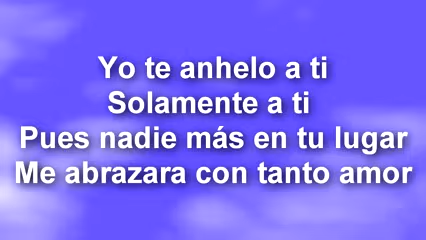 Yo te anhelo a ti
Solamente a ti
Pues nadie más en tu lugar
Me abrazara con tanto amor